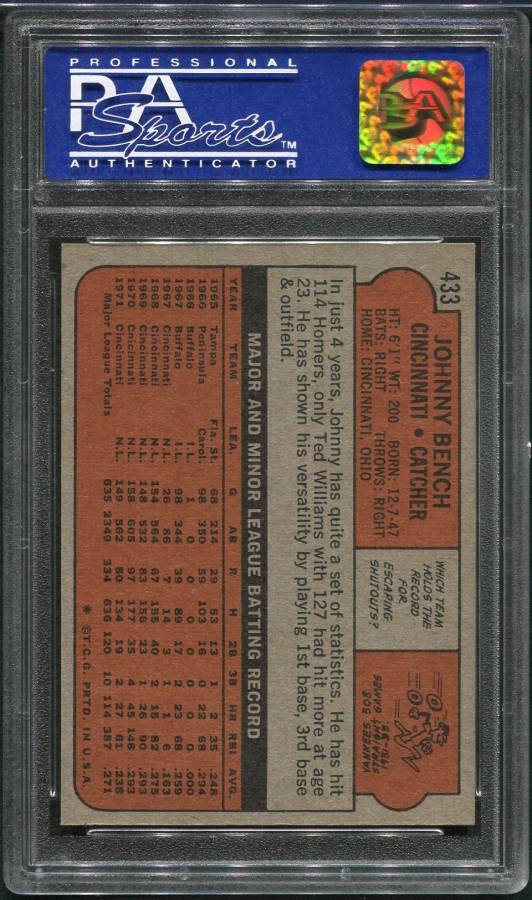 PROFESSIONAL
PSA
Sports™
AUTHENTICATOR
433
JOHNNY BENCH
CINCINNATI • CATCHER
HT: 6'1" WT: 200 BORN: 12-7-47
BATS: RIGHT THROWS: RIGHT
HOME: CINCINNATI, OHIO
WHICH TEAM
HOLDS THE
RECORD
FOR
ESCAPING
SHUTOUTS?
YANKEES 308
STRAIGHT GAMES
1931-33
In just 4 years, Johnny has quite a set of statistics. He has hit
114 Homers, only Ted Williams with 127 had hit more at age
23. He has shown his versatility by playing 1st base, 3rd base
& outfield.
MAJOR AND MINOR LEAGUE BATTING RECORD
YEAR TEAM LEA. G AB R H 2B 3B HR RBI AVG.
1965 Tampa Fla. St. 68 214 29 53 13 1 2 35 .248
1966 Peninsula Carol. 98 350 59 103 16 0 22 68 .294
1966 Buffalo I.L. 1 0 0 0 0 0 0 0 .000
1967 Buffalo I.L. 98 344 39 89 17 2 23 68 .259
1967 Cincinnati N.L. 26 86 7 14 3 1 1 6 .163
1968 Cincinnati N.L. 154 564 67 155 40 2 15 82 .275
1969 Cincinnati N.L. 148 532 83 156 23 1 26 90 .293
1970 Cincinnati N.L. 158 605 97 177 35 4 45 148 .293
1971 Cincinnati N.L. 149 562 80 134 19 2 27 61 .238
Major League Totals 635 2349 334 636 120 10 114 387 .271
* ©T.C.G. PRTD. IN U.S.A.